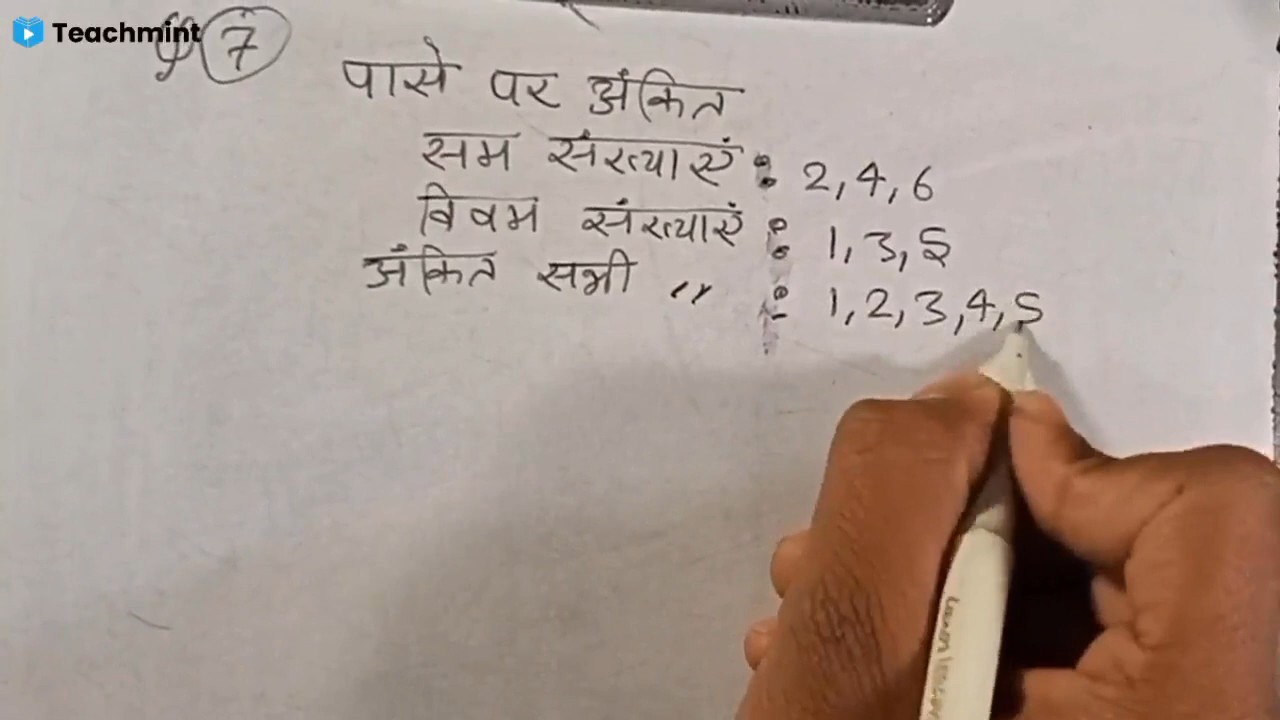 Teachmint
Q 7
पासे पर अंकित
सम संख्याएं : 2, 4, 6
विषम संख्याएं : 1, 3, 5
अंकित सभी " : 1, 2, 3, 4, 5